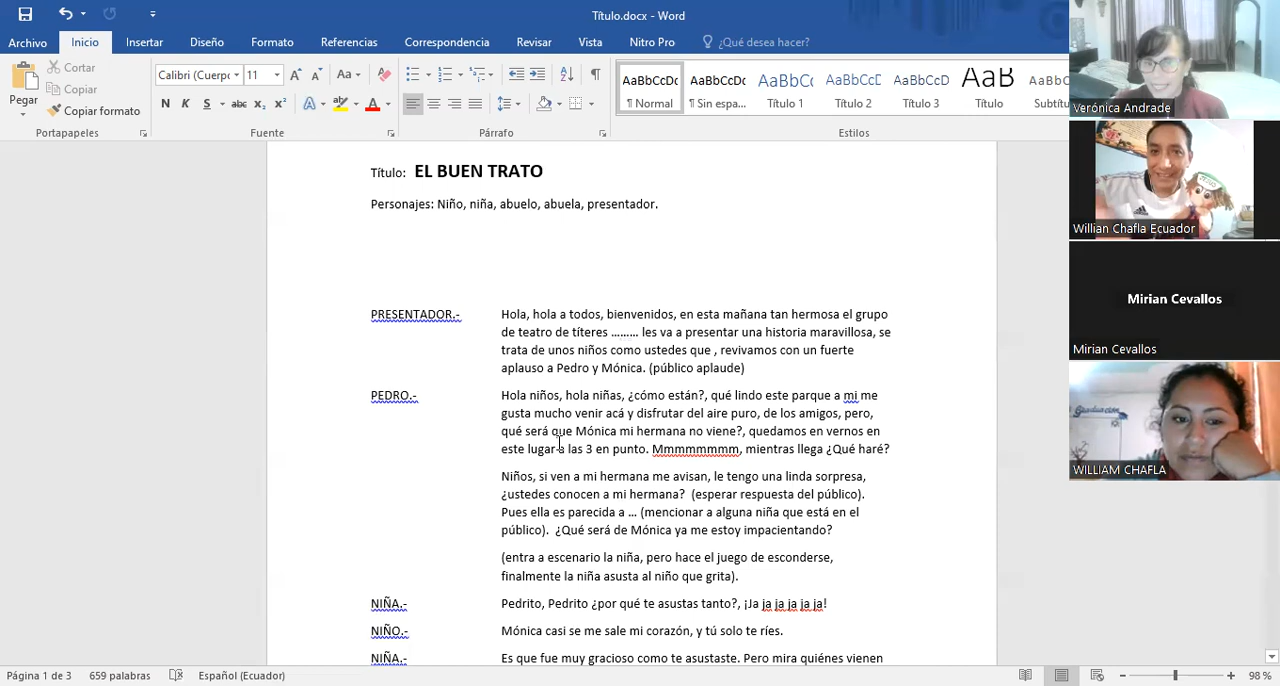 Título.docx - Word
Archivo Inicio Insertar Diseño Formato Referencias Correspondencia Revisar Vista Nitro Pro ¿Qué desea hacer?
Pegar
Cortar
Copiar
Copiar formato
Portapapeles
Calibri (Cuerpo 11
Aa
N K S abc x₂ x²
Fuente
Párrafo
AaBbCcDc AaBbCcDc AaBbCcC AaBbCcD AaBbCcD AaB AaBbCcD
¶ Normal ¶ Sin espa... Título 1 Título 2 Título 3 Título Subtítu
Estilos
Título: EL BUEN TRATO
Personajes: Niño, niña, abuelo, abuela, presentador.
PRESENTADOR.- Hola, hola a todos, bienvenidos, en esta mañana tan hermosa el grupo
de teatro de títeres ……… les va a presentar una historia maravillosa, se
trata de unos niños como ustedes que , revivamos con un fuerte
aplauso a Pedro y Mónica. (público aplaude)
PEDRO.- Hola niños, hola niñas, ¿cómo están?, qué lindo este parque a mi me
gusta mucho venir acá y disfrutar del aire puro, de los amigos, pero,
qué será que Mónica mi hermana no viene?, quedamos en vernos en
este lugar a las 3 en punto. Mmmmmmmm, mientras llega ¿Qué haré?
Niños, si ven a mi hermana me avisan, le tengo una linda sorpresa,
¿ustedes conocen a mi hermana? (esperar respuesta del público).
Pues ella es parecida a … (mencionar a alguna niña que está en el
público). ¿Qué será de Mónica ya me estoy impacientando?
(entra a escenario la niña, pero hace el juego de esconderse,
finalmente la niña asusta al niño que grita).
NIÑA.- Pedrito, Pedrito ¿por qué te asustas tanto?, ¡Ja ja ja ja ja ja!
NIÑO.- Mónica casi se me sale mi corazón, y tú solo te ríes.
NIÑA.- Es que fue muy gracioso como te asustaste. Pero mira quiénes vienen
Página 1 de 3 659 palabras Español (Ecuador) 98 %
Verónica Andrade
Willian Chafla Ecuador
Mirian Cevallos
Mirian Cevallos
WILLIAM CHAFLA